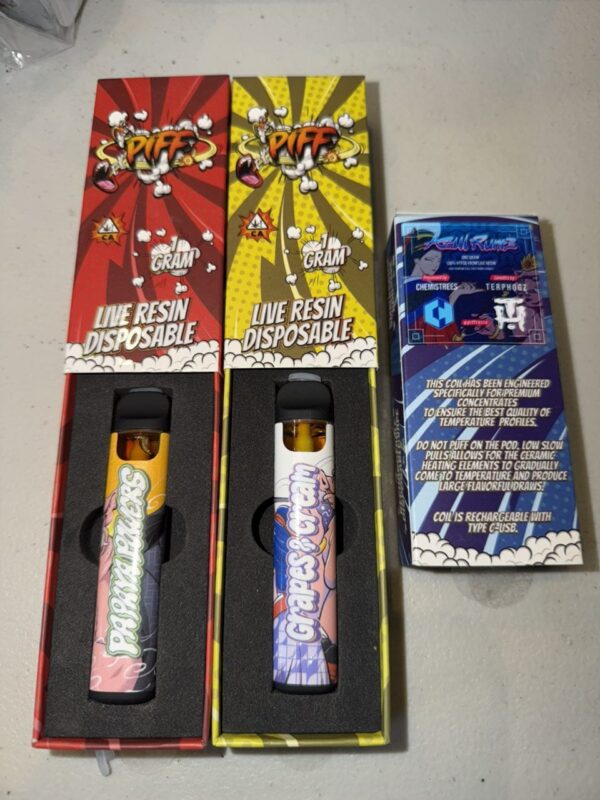 PIFF
CA
1
GRAM
LIVE RESIN
DISPOSABLE
PAPAYA POWERS
PIFF
CA
1
GRAM
LIVE RESIN
DISPOSABLE
Grapes & Cream
CHEMISTREES
TERPHOGZ
THIS COIL HAS BEEN ENGINEERED
SPECIFICALLY FOR PREMIUM
CONCENTRATES
TO ENSURE THE BEST QUALITY OF
TEMPERATURE PROFILES.
DO NOT PUFF ON THE POD. LOW SLOW
PULLS ALLOWS FOR THE CERAMIC
HEATING ELEMENTS TO GRADUALLY
COME TO TEMPERATURE AND PRODUCE
LARGE FLAVORFUL DRAWS!
COIL IS RECHARGEABLE WITH
TYPE C-USB.